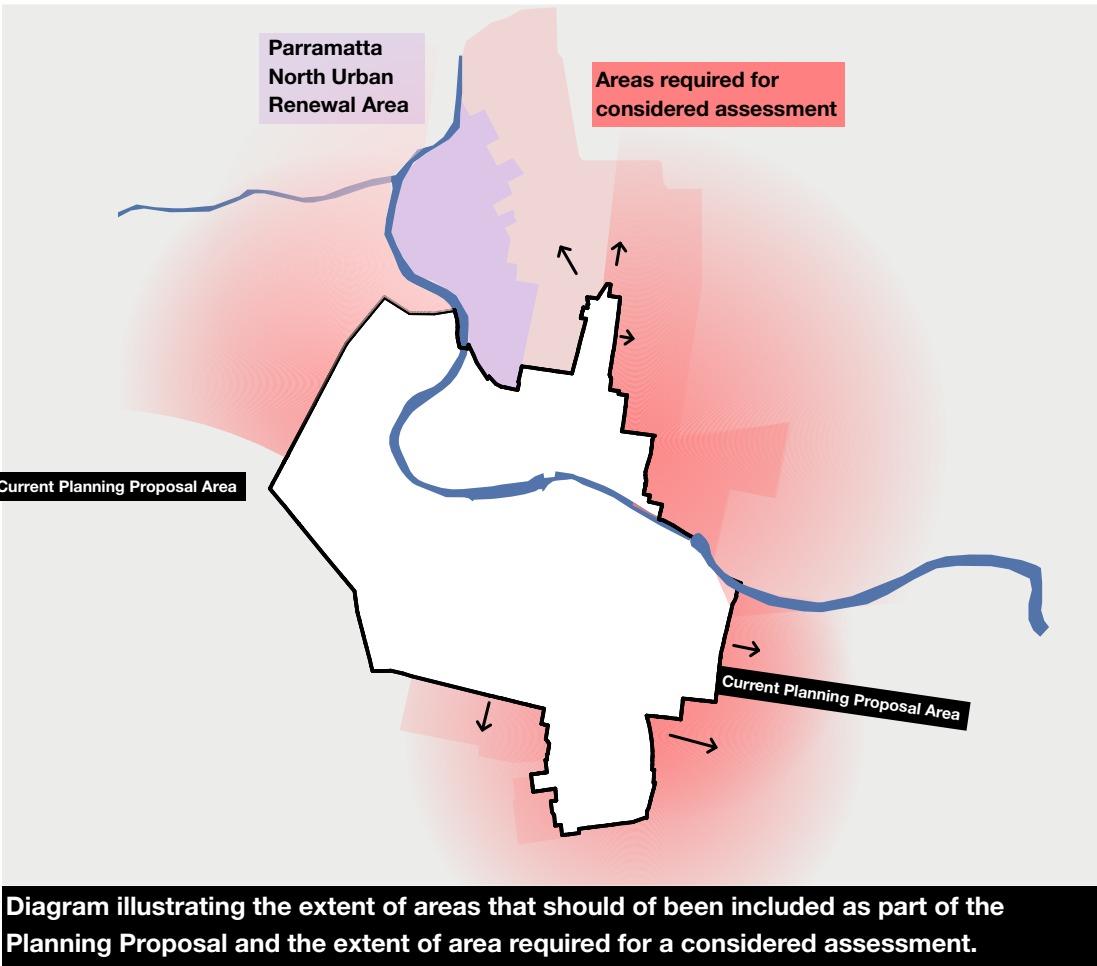 Parramatta
North Urban
Renewal Area
Areas required for
considered assessment
Current Planning Proposal Area
Current Planning Proposal Area
Diagram illustrating the extent of areas that should of been included as part of the
Planning Proposal and the extent of area required for a considered assessment.